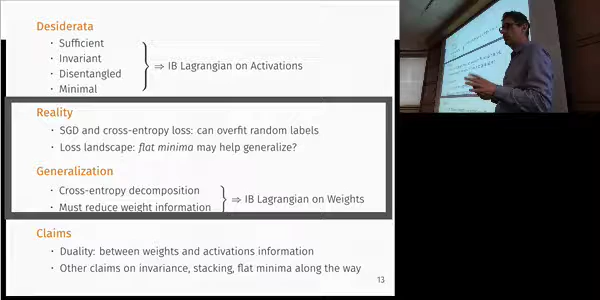 Desiderata
· Sufficient
· Invariant
· Disentangled
· Minimal
⇒ IB Lagrangian on Activations
Reality
· SGD and cross-entropy loss: can overfit random labels
· Loss landscape: flat minima may help generalize?
Generalization
· Cross-entropy decomposition
· Must reduce weight information
⇒ IB Lagrangian on Weights
Claims
· Duality: between weights and activations information
· Other claims on invariance, stacking, flat minima along the way
13